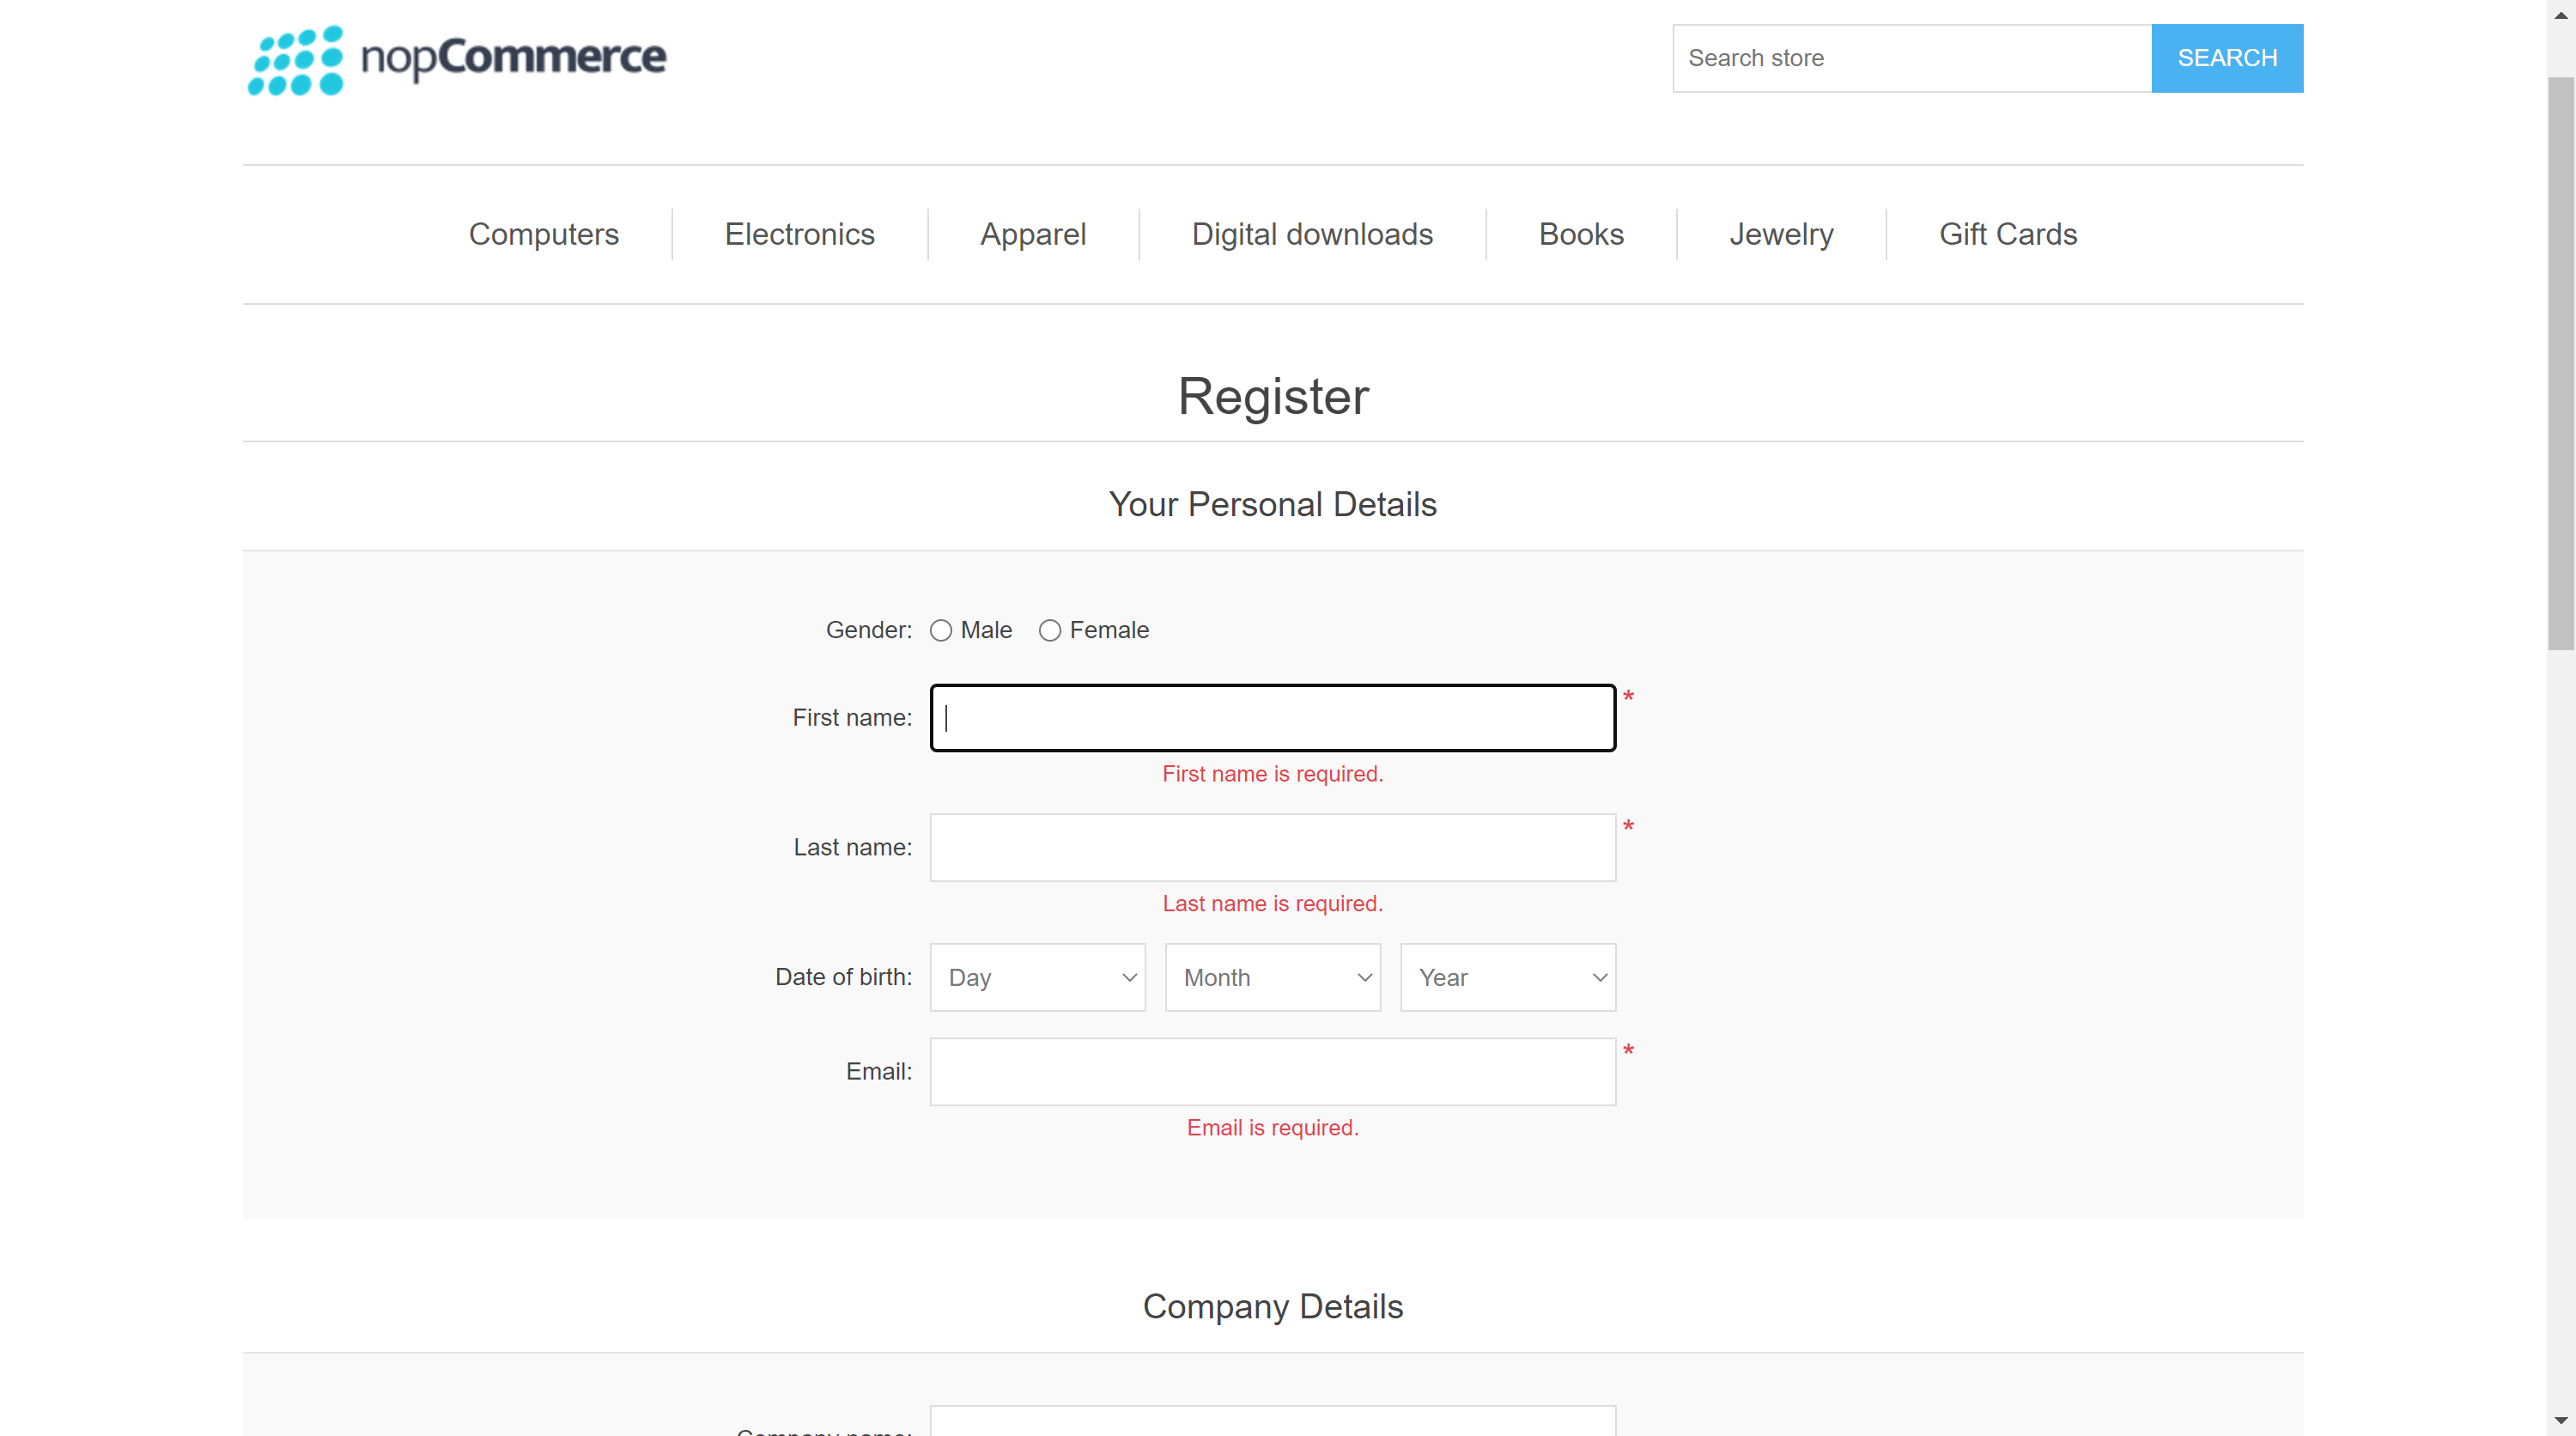 nopCommerce
Search store
SEARCH
Computers
Electronics
Apparel
Digital downloads
Books
Jewelry
Gift Cards
Register
Your Personal Details
Gender:
Male
Female
First name:
*
First name is required.
Last name:
*
Last name is required.
Date of birth:
Day
Month
Year
Email:
*
Email is required.
Company Details
Company name: